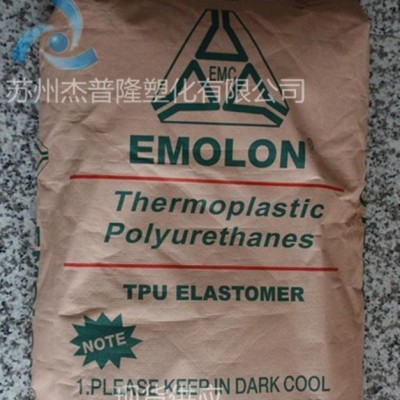 EMC
苏州杰普隆塑化有限公司
EMOLON®
Thermoplastic
Polyurethanes
TPU ELASTOMER
NOTE
1.PLEASE KEEP IN DARK COOL